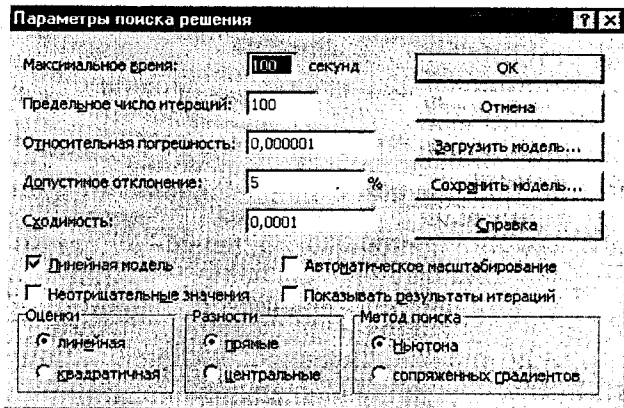 Параметры поиска решения
Максимальное время: 100 секунд
OK
Предельное число итераций: 100
Отмена
Относительная погрешность: 0,000001
Загрузить модель...
Допустимое отклонение: 5 %
Сохранить модель...
Сходимость: 0,0001
Справка
Линейная модель
Автоматическое масштабирование
Неотрицательные значения
Показывать результаты итераций
Оценки
Разности
Метод поиска
линейная
прямые
Ньютона
квадратичная
центральные
сопряженных градиентов